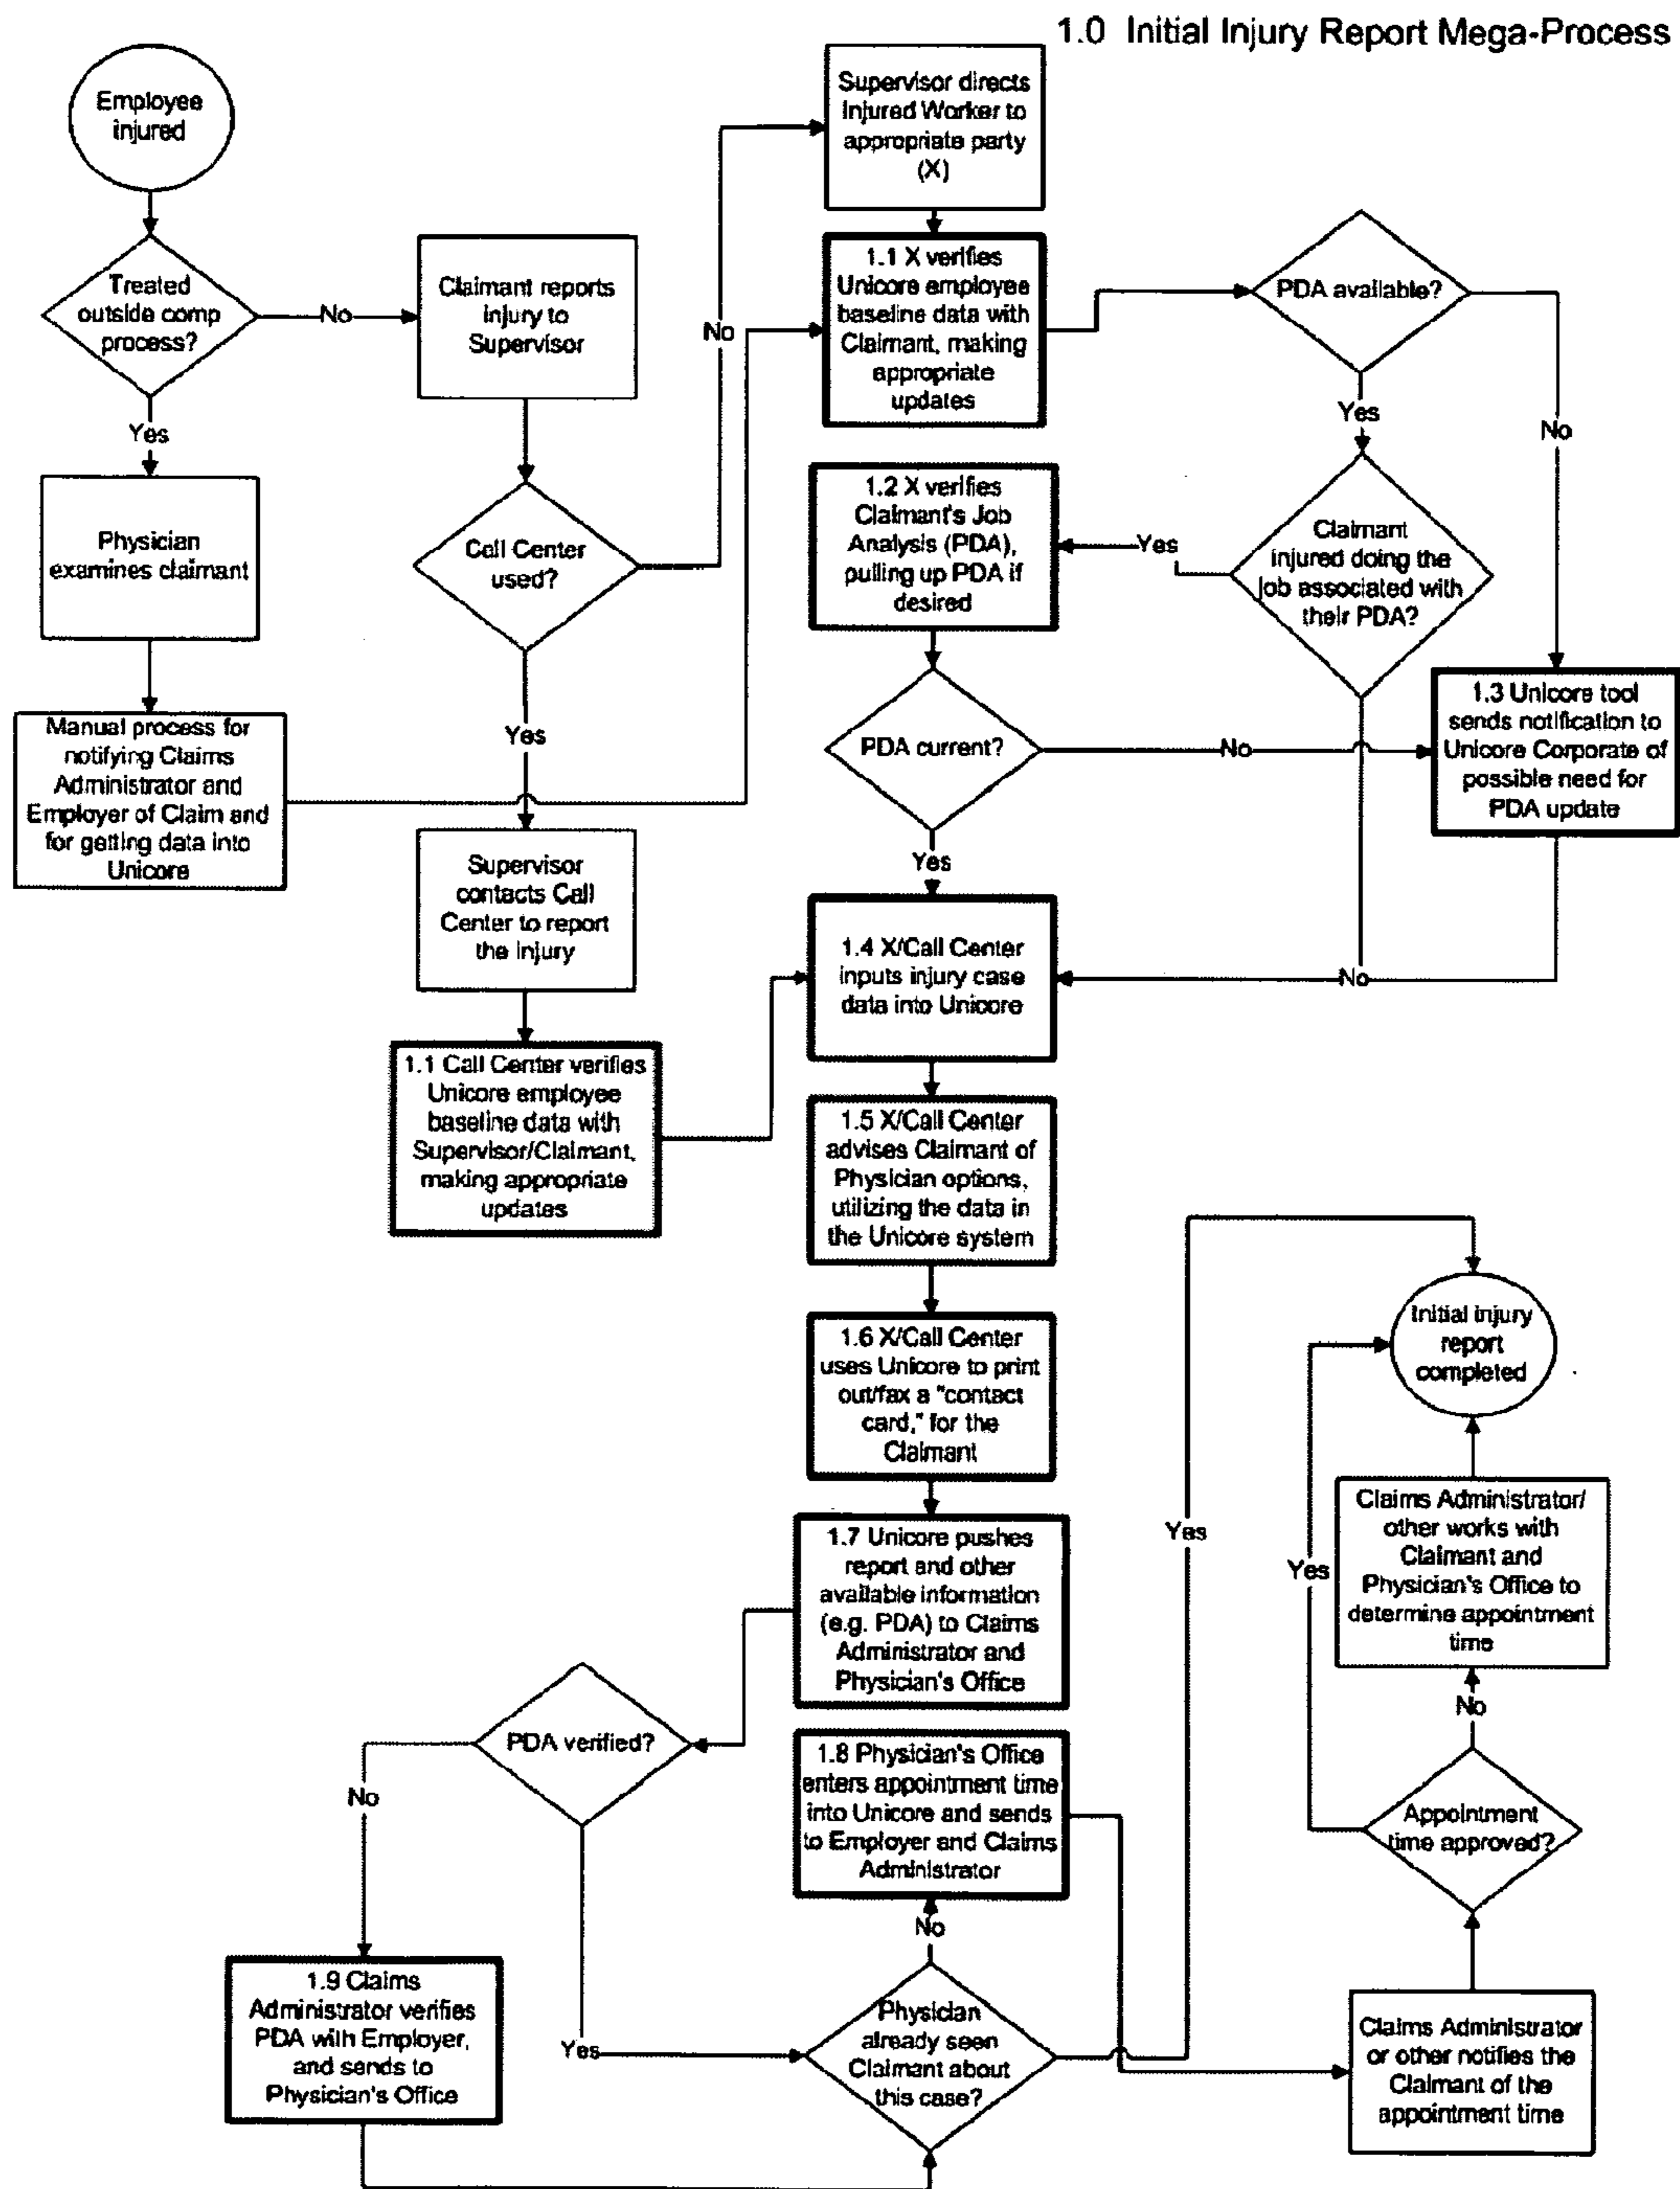 1.0 Initial Injury Report Mega-Process
Employee
injured
Treated
outside comp
process?
No
Yes
Physician
examines claimant
Manual process for
notifying Claims
Administrator and
Employer of Claim and
for getting data into
Unicore
Claimant reports
injury to
Supervisor
Call Center
used?
No
Yes
Supervisor
contacts Call
Center to report
the injury
1.1 Call Center verifies
Unicore employee
baseline data with
Supervisor/Claimant,
making appropriate
updates
Supervisor directs
Injured Worker to
appropriate party
(X)
1.1 X verifies
Unicore employee
baseline data with
Claimant, making
appropriate
updates
PDA available?
Yes
No
Claimant
injured doing the
job associated with
their PDA?
Yes
No
1.2 X verifies
Claimant's Job
Analysis (PDA),
pulling up PDA if
desired
PDA current?
No
Yes
1.3 Unicore tool
sends notification to
Unicore Corporate of
possible need for
PDA update
1.4 X/Call Center
inputs injury case
data into Unicore
1.5 X/Call Center
advises Claimant of
Physician options,
utilizing the data in
the Unicore system
1.6 X/Call Center
uses Unicore to print
out/fax a "contact
card," for the
Claimant
1.7 Unicore pushes
report and other
available information
(e.g. PDA) to Claims
Administrator and
Physician's Office
PDA verified?
No
Yes
1.9 Claims
Administrator verifies
PDA with Employer,
and sends to
Physician's Office
Physician
already seen
Claimant about
this case?
No
Yes
1.8 Physician's Office
enters appointment time
into Unicore and sends
to Employer and Claims
Administrator
Claims Administrator
or other notifies the
Claimant of the
appointment time
Appointment
time approved?
No
Yes
Claims Administrator/
other works with
Claimant and
Physician's Office to
determine appointment
time
Initial injury
report
completed